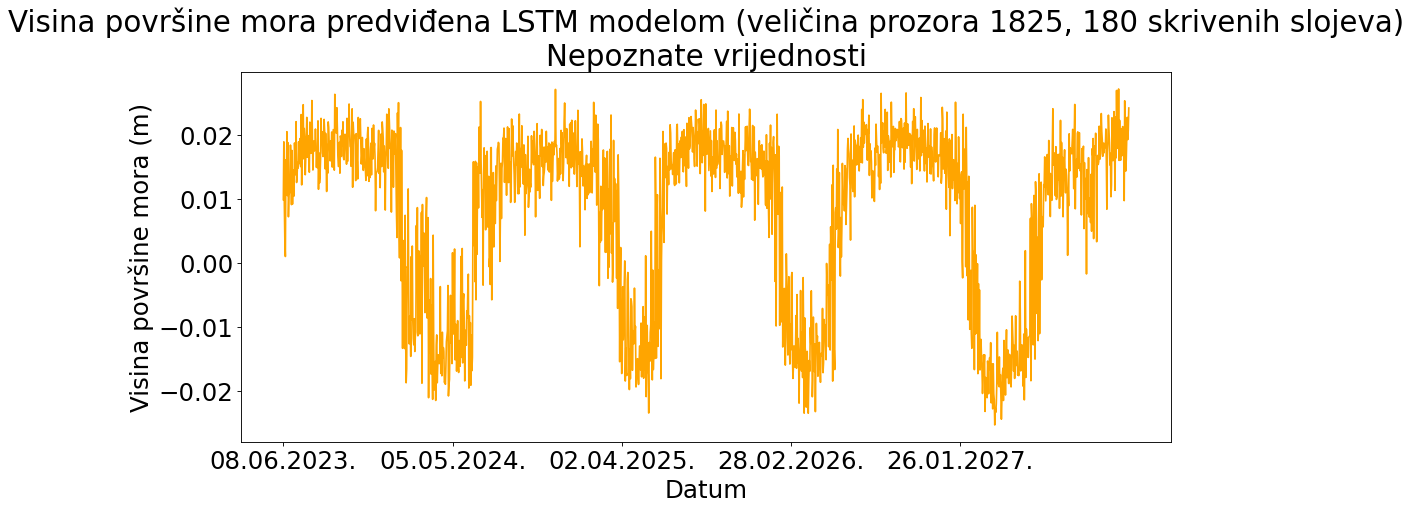 Visina površine mora predviđena LSTM modelom (veličina prozora 1825, 180 skrivenih slojeva)
Nepoznate vrijednosti
Visina površine mora (m)
0.02
0.01
0.00
−0.01
−0.02
08.06.2023. 05.05.2024. 02.04.2025. 28.02.2026. 26.01.2027.
Datum